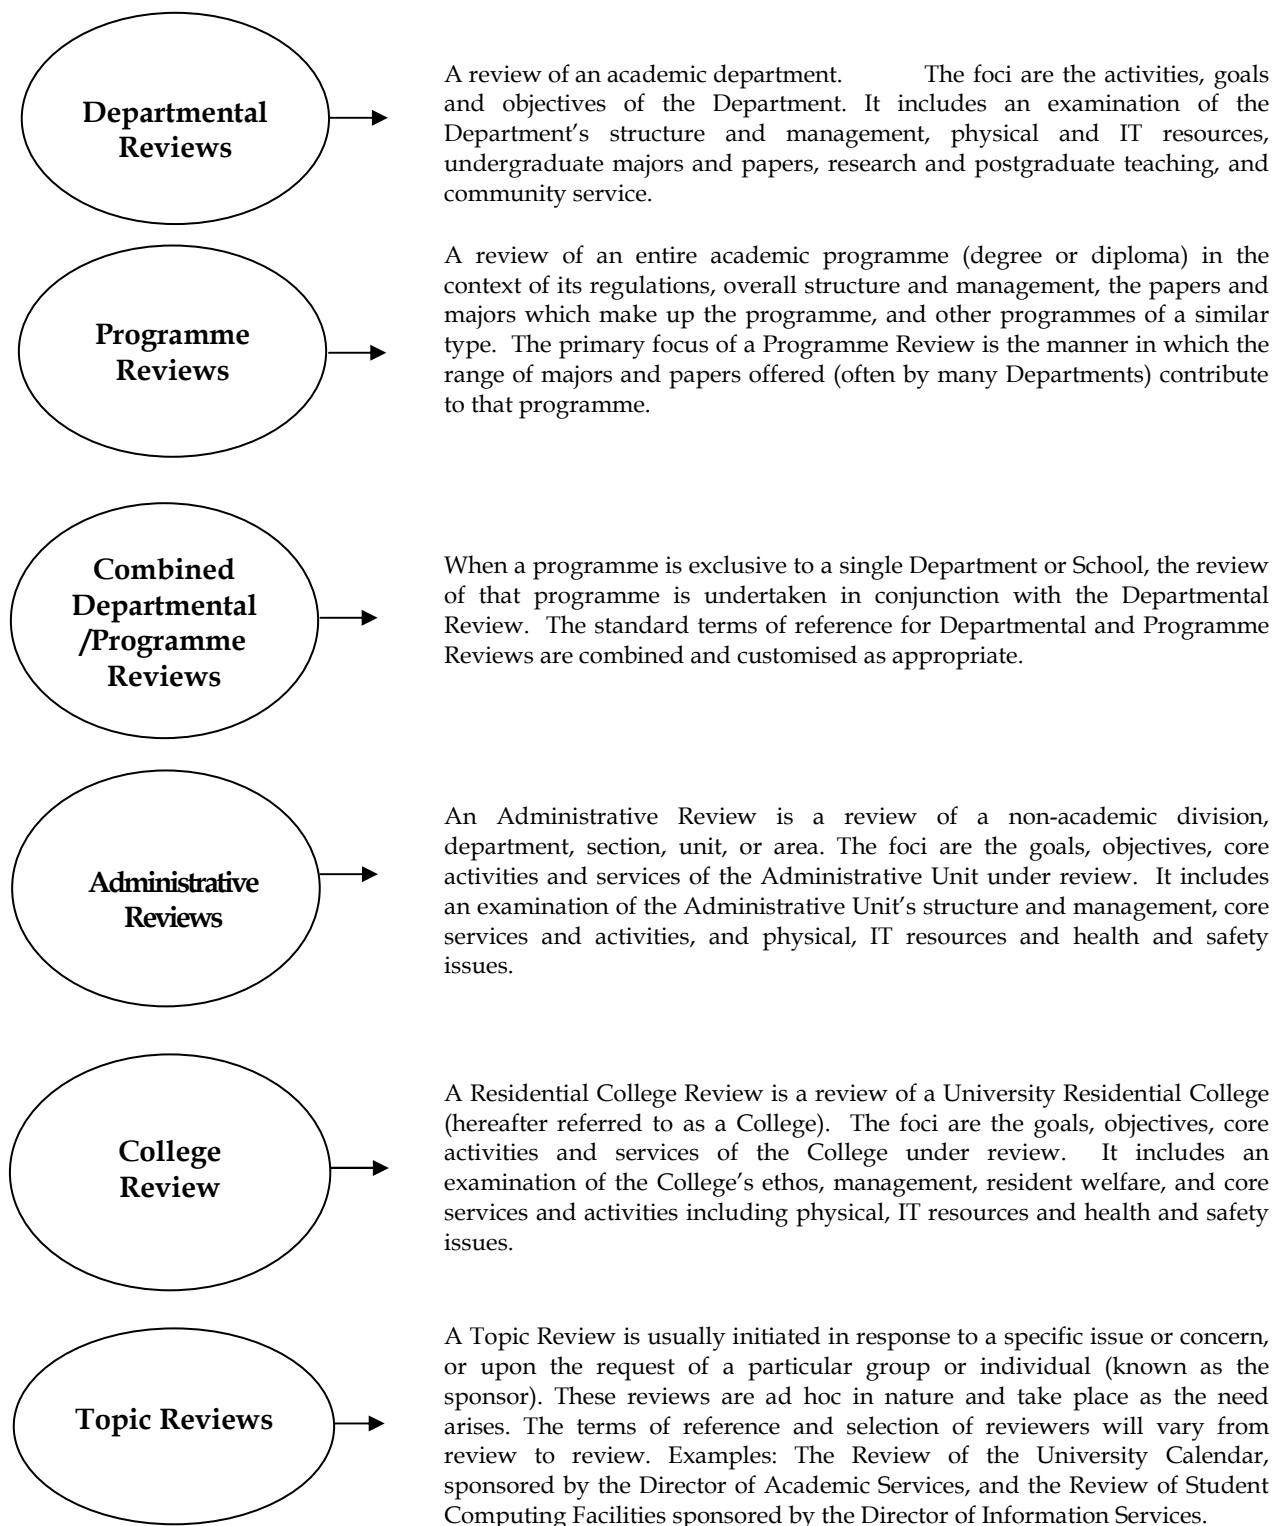 Departmental
Reviews
A review of an academic department. The foci are the activities, goals
and objectives of the Department. It includes an examination of the
Department’s structure and management, physical and IT resources,
undergraduate majors and papers, research and postgraduate teaching, and
community service.
Programme
Reviews
A review of an entire academic programme (degree or diploma) in the
context of its regulations, overall structure and management, the papers and
majors which make up the programme, and other programmes of a similar
type. The primary focus of a Programme Review is the manner in which the
range of majors and papers offered (often by many Departments) contribute
to that programme.
Combined
Departmental
/Programme
Reviews
When a programme is exclusive to a single Department or School, the review
of that programme is undertaken in conjunction with the Departmental
Review. The standard terms of reference for Departmental and Programme
Reviews are combined and customised as appropriate.
Administrative
Reviews
An Administrative Review is a review of a non-academic division,
department, section, unit, or area. The foci are the goals, objectives, core
activities and services of the Administrative Unit under review. It includes
an examination of the Administrative Unit’s structure and management, core
services and activities, and physical, IT resources and health and safety
issues.
College
Review
A Residential College Review is a review of a University Residential College
(hereafter referred to as a College). The foci are the goals, objectives, core
activities and services of the College under review. It includes an
examination of the College’s ethos, management, resident welfare, and core
services and activities including physical, IT resources and health and safety
issues.
Topic Reviews
A Topic Review is usually initiated in response to a specific issue or concern,
or upon the request of a particular group or individual (known as the
sponsor). These reviews are ad hoc in nature and take place as the need
arises. The terms of reference and selection of reviewers will vary from
review to review. Examples: The Review of the University Calendar,
sponsored by the Director of Academic Services, and the Review of Student
Computing Facilities sponsored by the Director of Information Services.